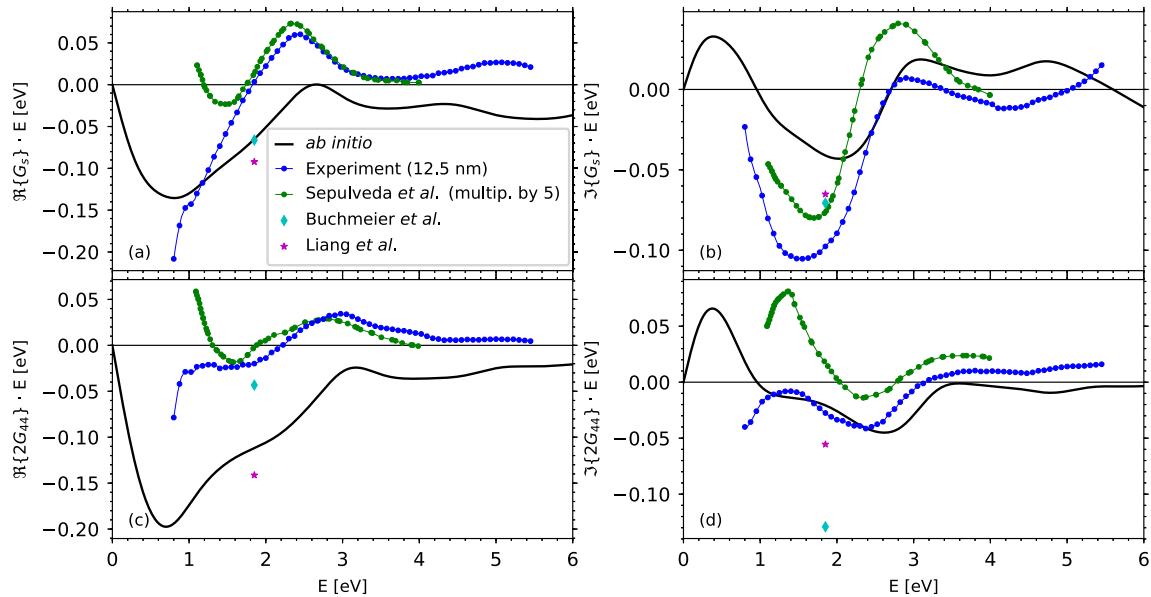 0.05
0.00
−0.05
−0.10
−0.15
−0.20
ℜ{Gₛ} · E [eV]
(a)
ab initio
Experiment (12.5 nm)
Sepulveda et al. (multip. by 5)
Buchmeier et al.
Liang et al.
0.00
−0.05
−0.10
ℑ{Gₛ} · E [eV]
(b)
0.05
0.00
−0.05
−0.10
−0.15
−0.20
ℜ{2G₄₄} · E [eV]
(c)
0 1 2 3 4 5 6
E [eV]
0.05
0.00
−0.05
−0.10
ℑ{2G₄₄} · E [eV]
(d)
0 1 2 3 4 5 6
E [eV]